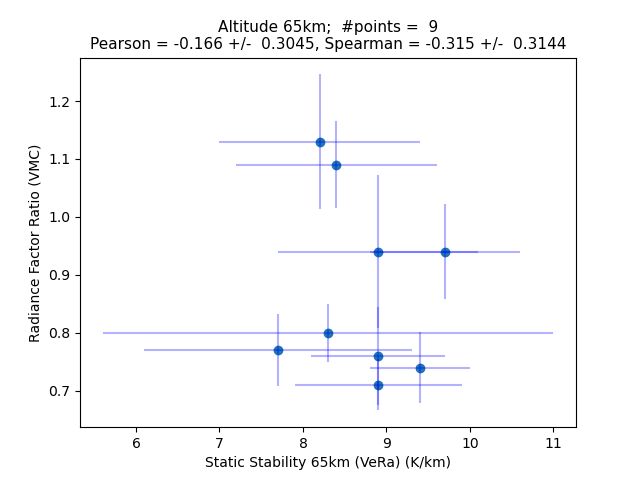 Altitude 65km;  #points =  9
Pearson = -0.166 +/-  0.3045, Spearman = -0.315 +/-  0.3144
1.2
1.1
1.0
0.9
0.8
0.7
Radiance Factor Ratio (VMC)
6 7 8 9 10 11
Static Stability 65km (VeRa) (K/km)